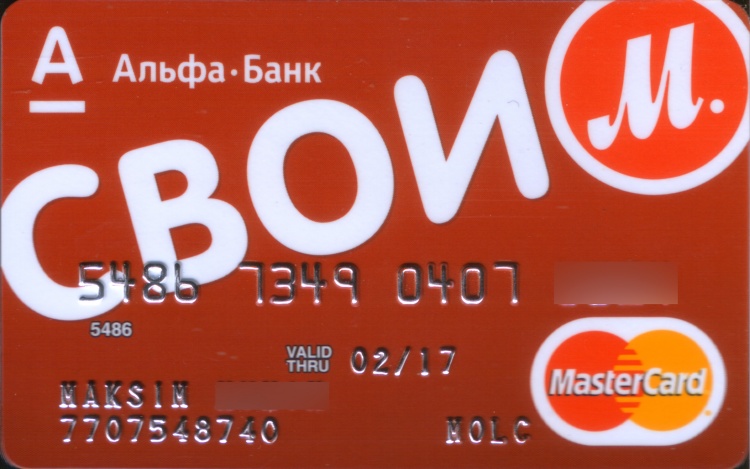 А Альфа·Банк
свои м.
5486 7349 0407
5486
VALID THRU 02/17
MAKSIM
7707548740 MOLC
MasterCard